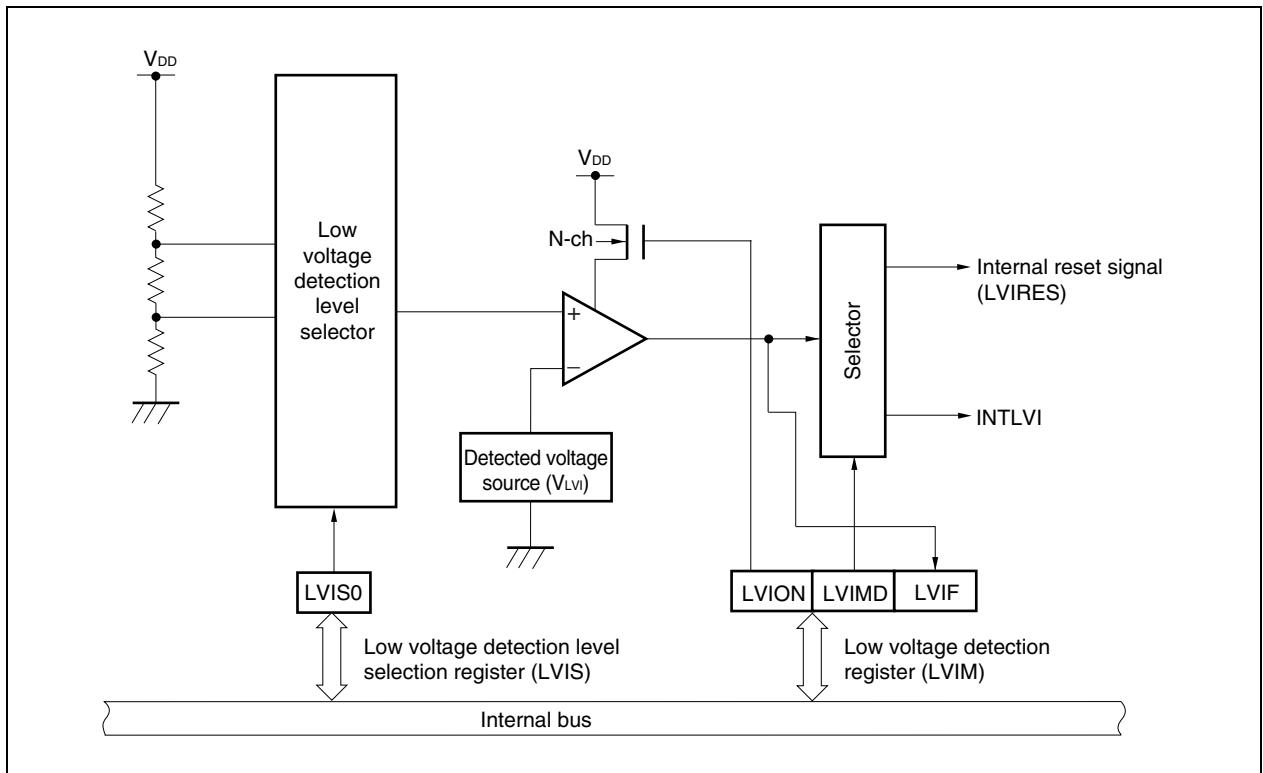 VDD
Low
voltage
detection
level
selector
VDD
N-ch
+
−
Detected voltage
source (VLVI)
Selector
Internal reset signal
(LVIRES)
INTLVI
LVIS0
LVION LVIMD LVIF
Low voltage detection level
selection register (LVIS)
Low voltage detection
register (LVIM)
Internal bus